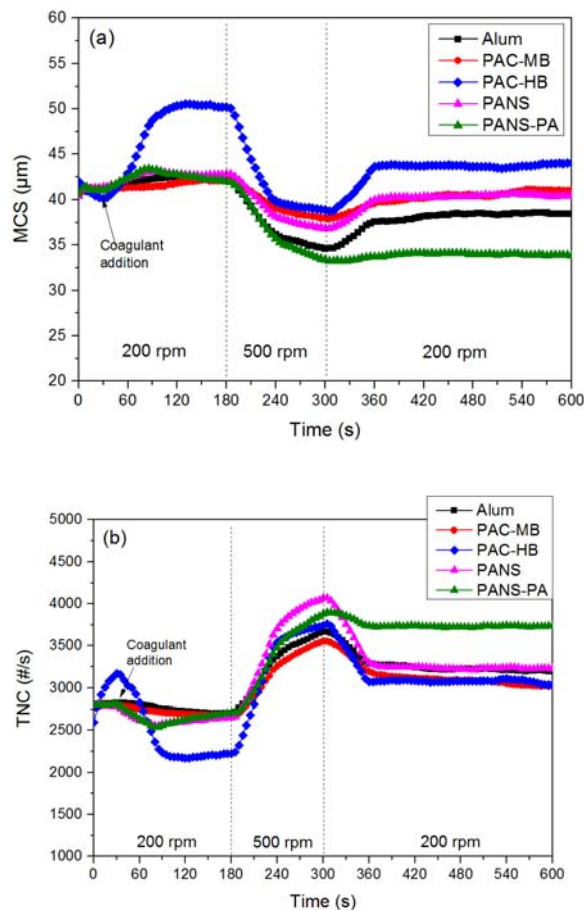 (a)
Alum
PAC-MB
PAC-HB
PANS
PANS-PA
MCS (µm)
60
55
50
45
40
35
30
25
20
Coagulant
addition
200 rpm
500 rpm
200 rpm
0 60 120 180 240 300 360 420 480 540 600
Time (s)
(b)
Alum
PAC-MB
PAC-HB
PANS
PANS-PA
TNC (#/s)
5000
4500
4000
3500
3000
2500
2000
1500
1000
Coagulant
addition
200 rpm
500 rpm
200 rpm
0 60 120 180 240 300 360 420 480 540 600
Time (s)